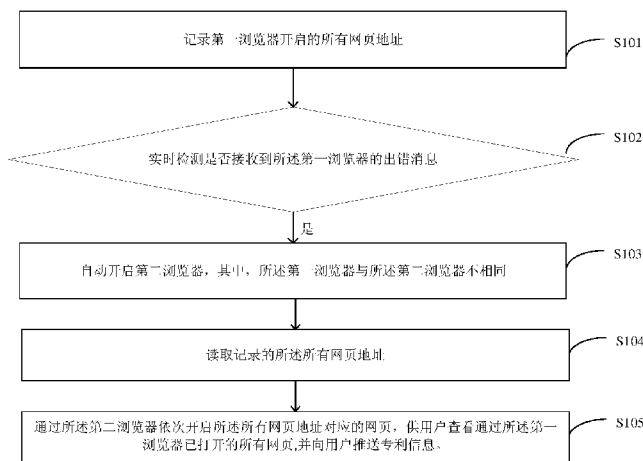 记录第一浏览器开启的所有网页地址
S101
实时检测是否接收到所述第一浏览器的出错消息
S102
是
自动开启第二浏览器，其中，所述第一浏览器与所述第二浏览器不相同
S103
读取记录的所述所有网页地址
S104
通过所述第二浏览器依次开启所述所有网页地址对应的网页，供用户查看通过所述第一
浏览器已打开的所有网页,并向用户推送专利信息。
S105